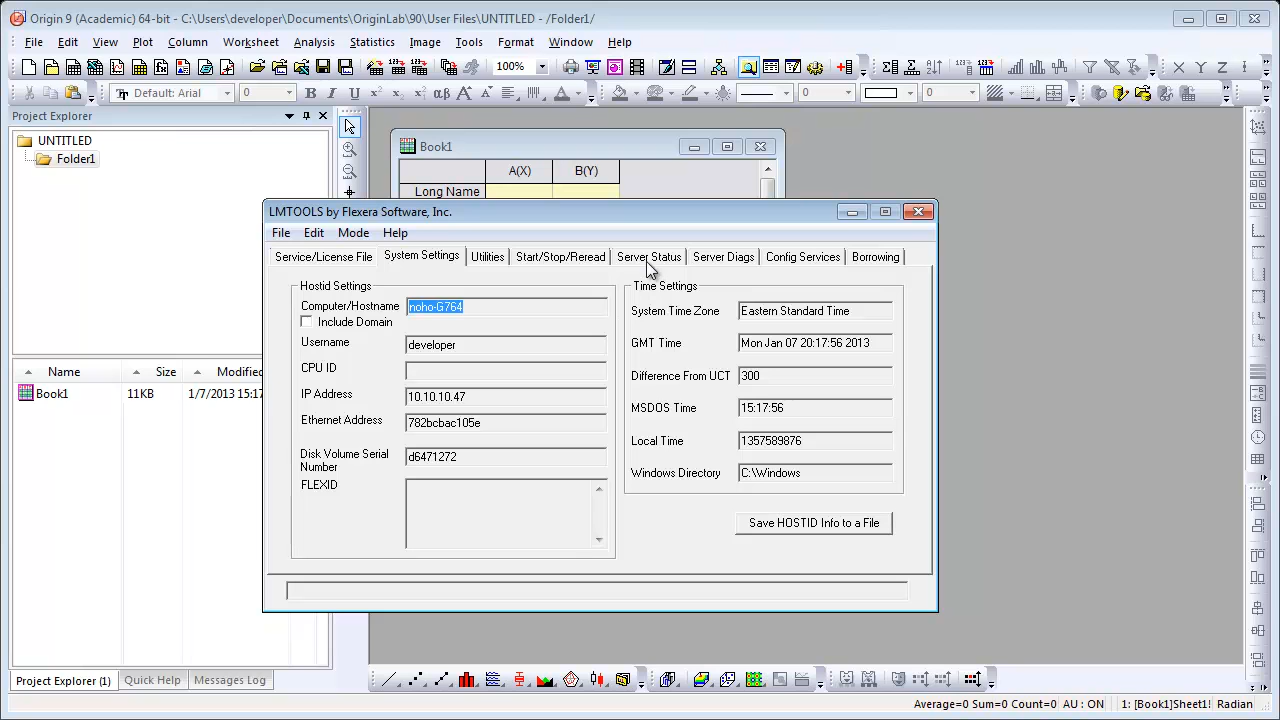 Origin 9 (Academic) 64-bit - C:\Users\developer\Documents\OriginLab\90\User Files\UNTITLED - /Folder1/
File Edit View Plot Column Worksheet Analysis Statistics Image Tools Format Window Help
100%
Default: Arial 0 B I U 0 0
Project Explorer
UNTITLED
Folder1
Book1
A(X) B(Y)
Long Name
LMTOOLS by Flexera Software, Inc.
File Edit Mode Help
Service/License File System Settings Utilities Start/Stop/Reread Server Status Server Diags Config Services Borrowing
Hostid Settings
Computer/Hostname noho-G764
Include Domain
Username developer
CPU ID
IP Address 10.10.10.47
Ethernet Address 782bcbac105e
Disk Volume Serial
Number d6471272
FLEXID
Time Settings
System Time Zone Eastern Standard Time
GMT Time Mon Jan 07 20:17:56 2013
Difference From UCT 300
MSDOS Time 15:17:56
Local Time 1357589876
Windows Directory C:\Windows
Save HOSTID Info to a File
Name Size Modified
Book1 11KB 1/7/2013 15:17
Project Explorer (1) Quick Help Messages Log
Average=0 Sum=0 Count=0 AU : ON 1: [Book1]Sheet1! Radian